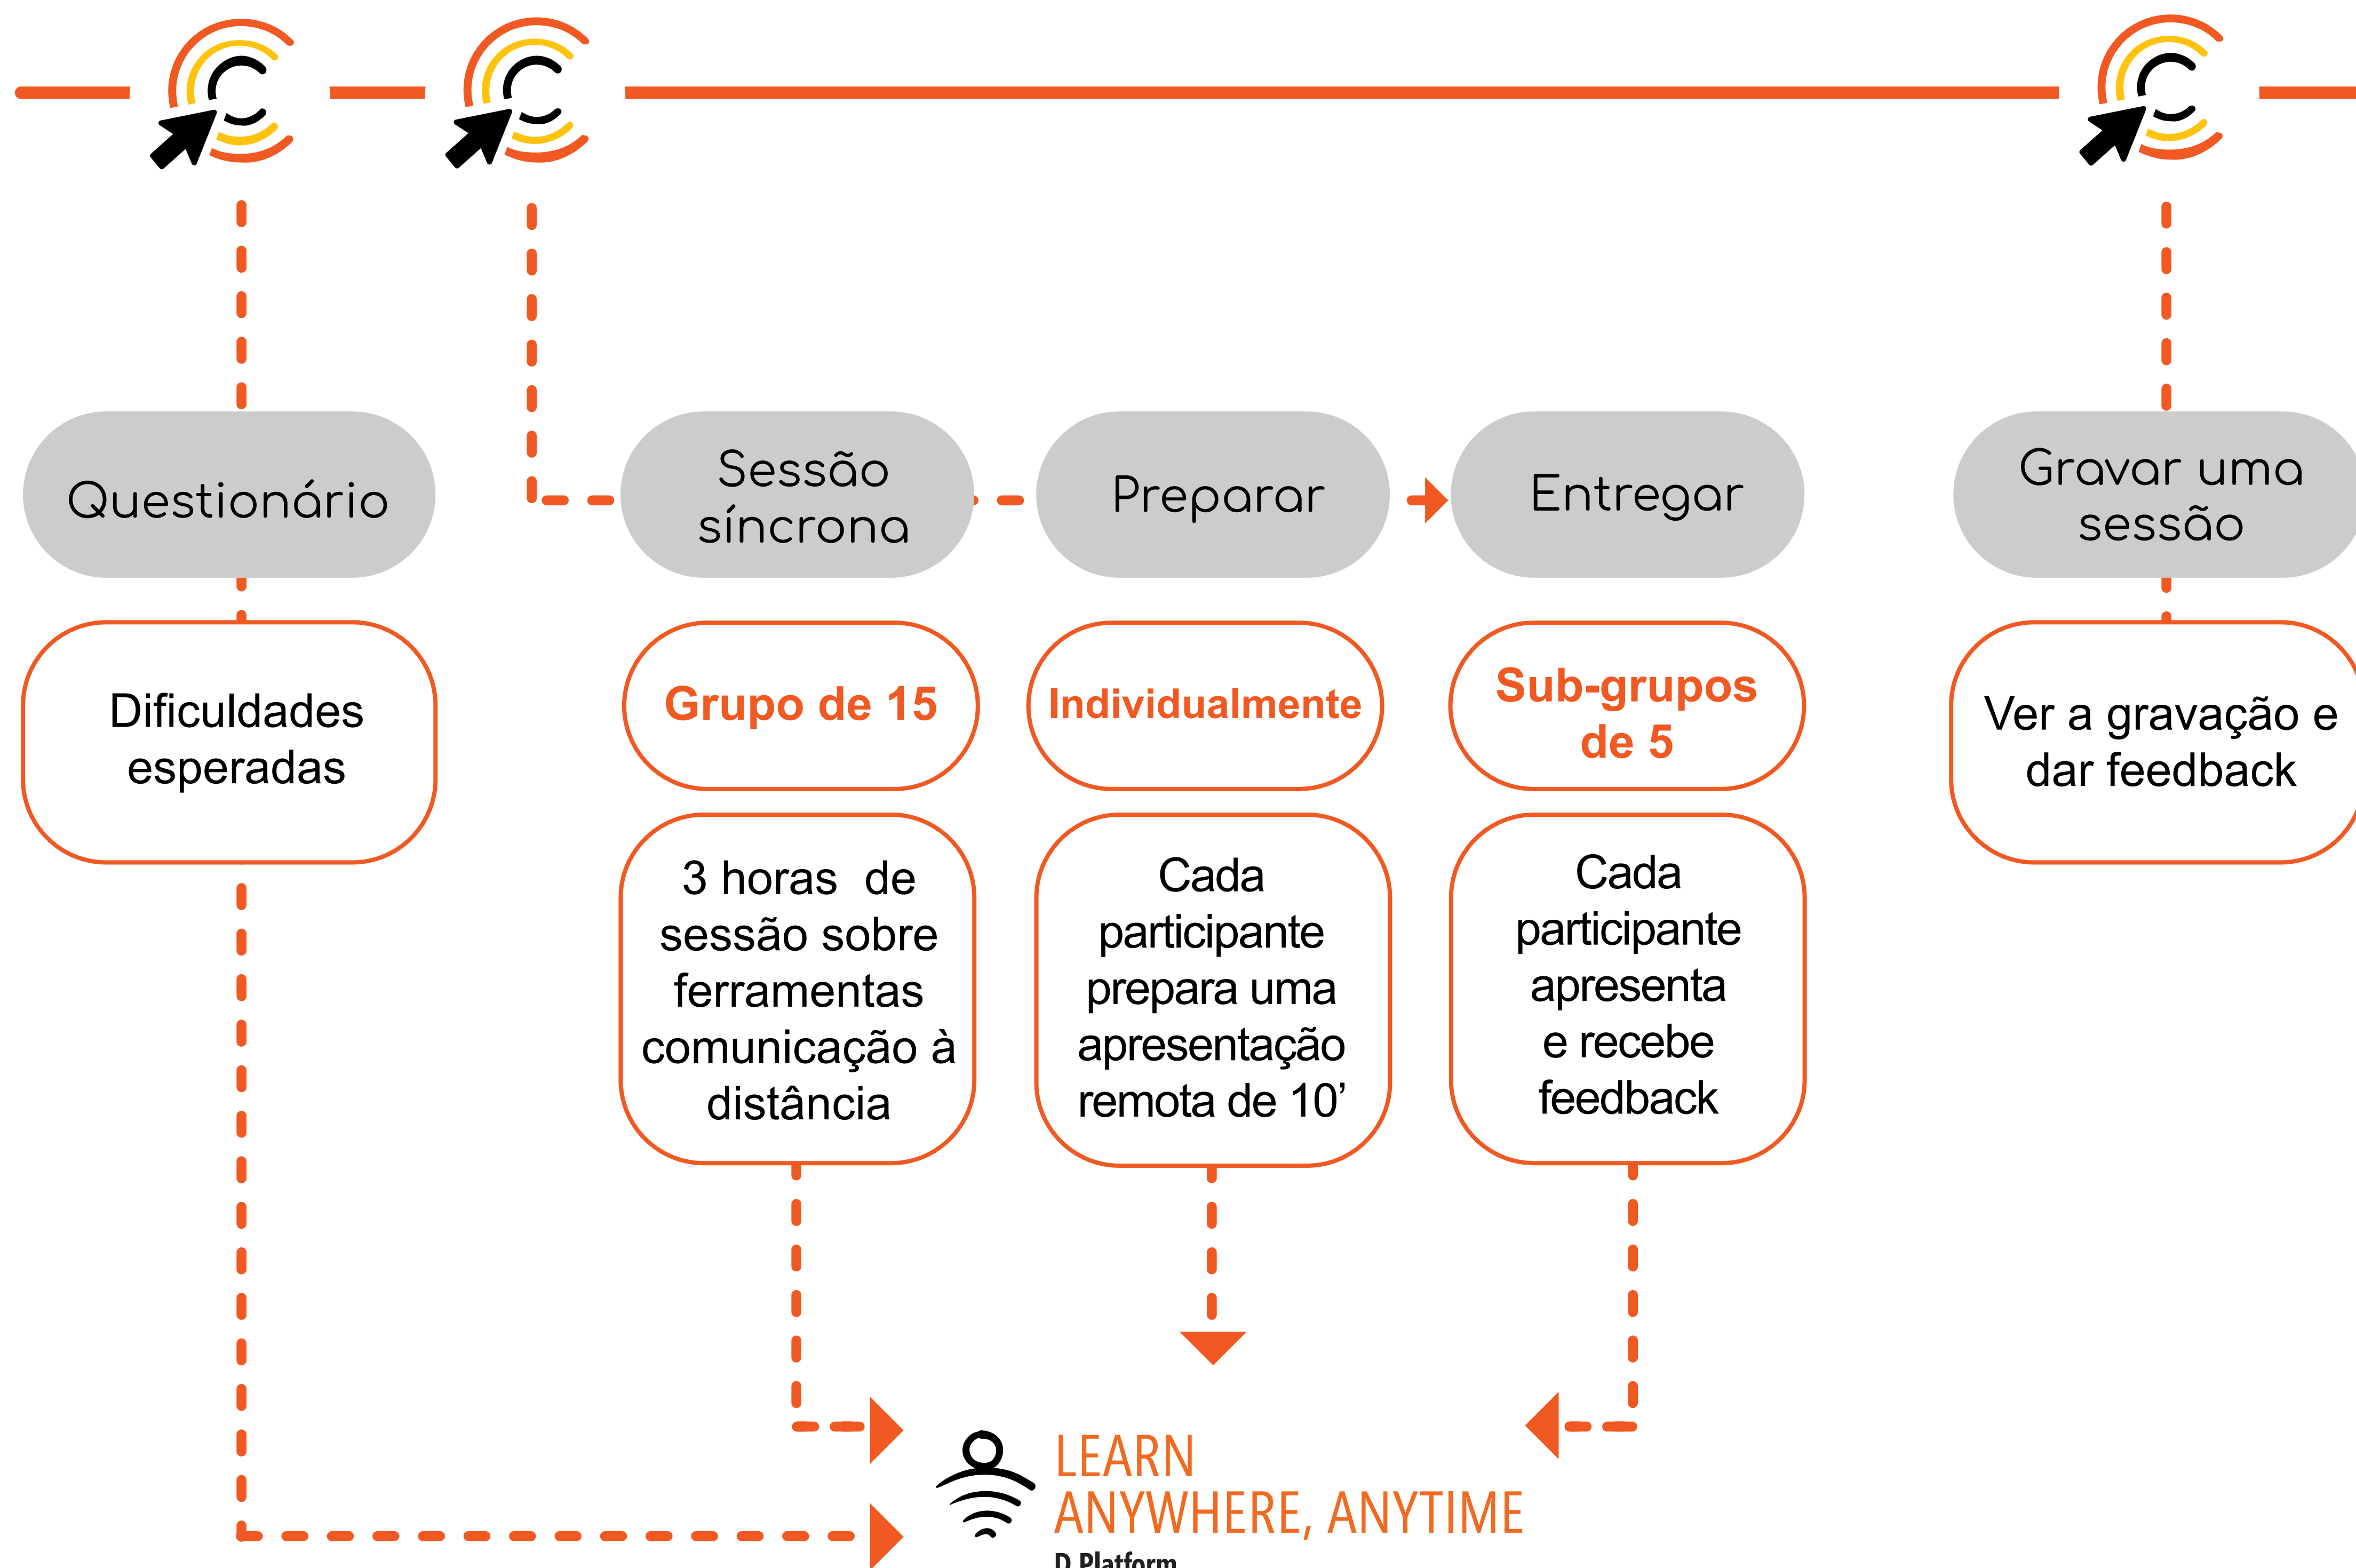 Questionário
Dificuldades
esperadas
Sessão
síncrona
Grupo de 15
3 horas de
sessão sobre
ferramentas
comunicação à
distância
Preparar
Individualmente
Cada
participante
prepara uma
apresentação
remota de 10’
Entregar
Sub-grupos
de 5
Cada
participante
apresenta
e recebe
feedback
Gravar uma
sessão
Ver a gravação e
dar feedback
LEARN
ANYWHERE, ANYTIME
D Platform